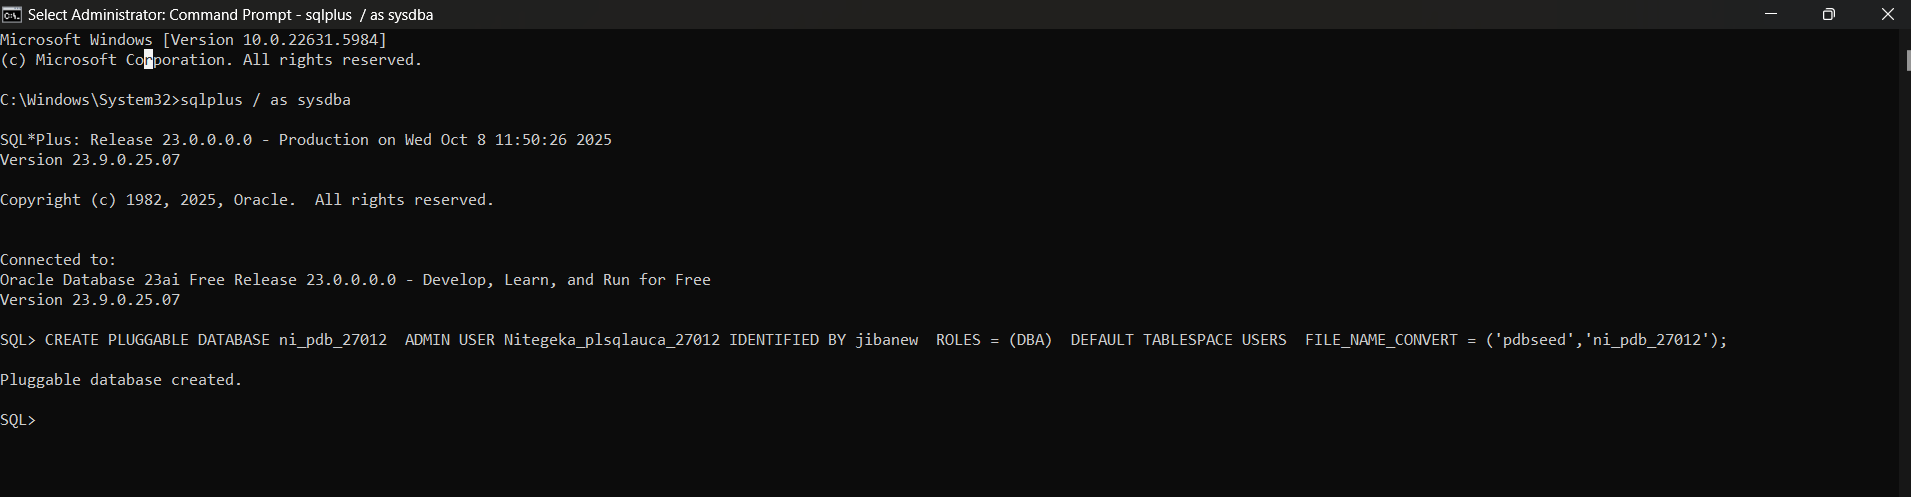 Select Administrator: Command Prompt - sqlplus / as sysdba
Microsoft Windows [Version 10.0.22631.5984]
(c) Microsoft Corporation. All rights reserved.
C:\Windows\System32>sqlplus / as sysdba
SQL*Plus: Release 23.0.0.0.0 - Production on Wed Oct 8 11:50:26 2025
Version 23.9.0.25.07
Copyright (c) 1982, 2025, Oracle.  All rights reserved.
Connected to:
Oracle Database 23ai Free Release 23.0.0.0.0 - Develop, Learn, and Run for Free
Version 23.9.0.25.07
SQL> CREATE PLUGGABLE DATABASE ni_pdb_27012  ADMIN USER Nitegeka_plsqlauca_27012 IDENTIFIED BY jibanew  ROLES = (DBA)  DEFAULT TABLESPACE USERS  FILE_NAME_CONVERT = ('pdbseed','ni_pdb_27012');
Pluggable database created.
SQL>